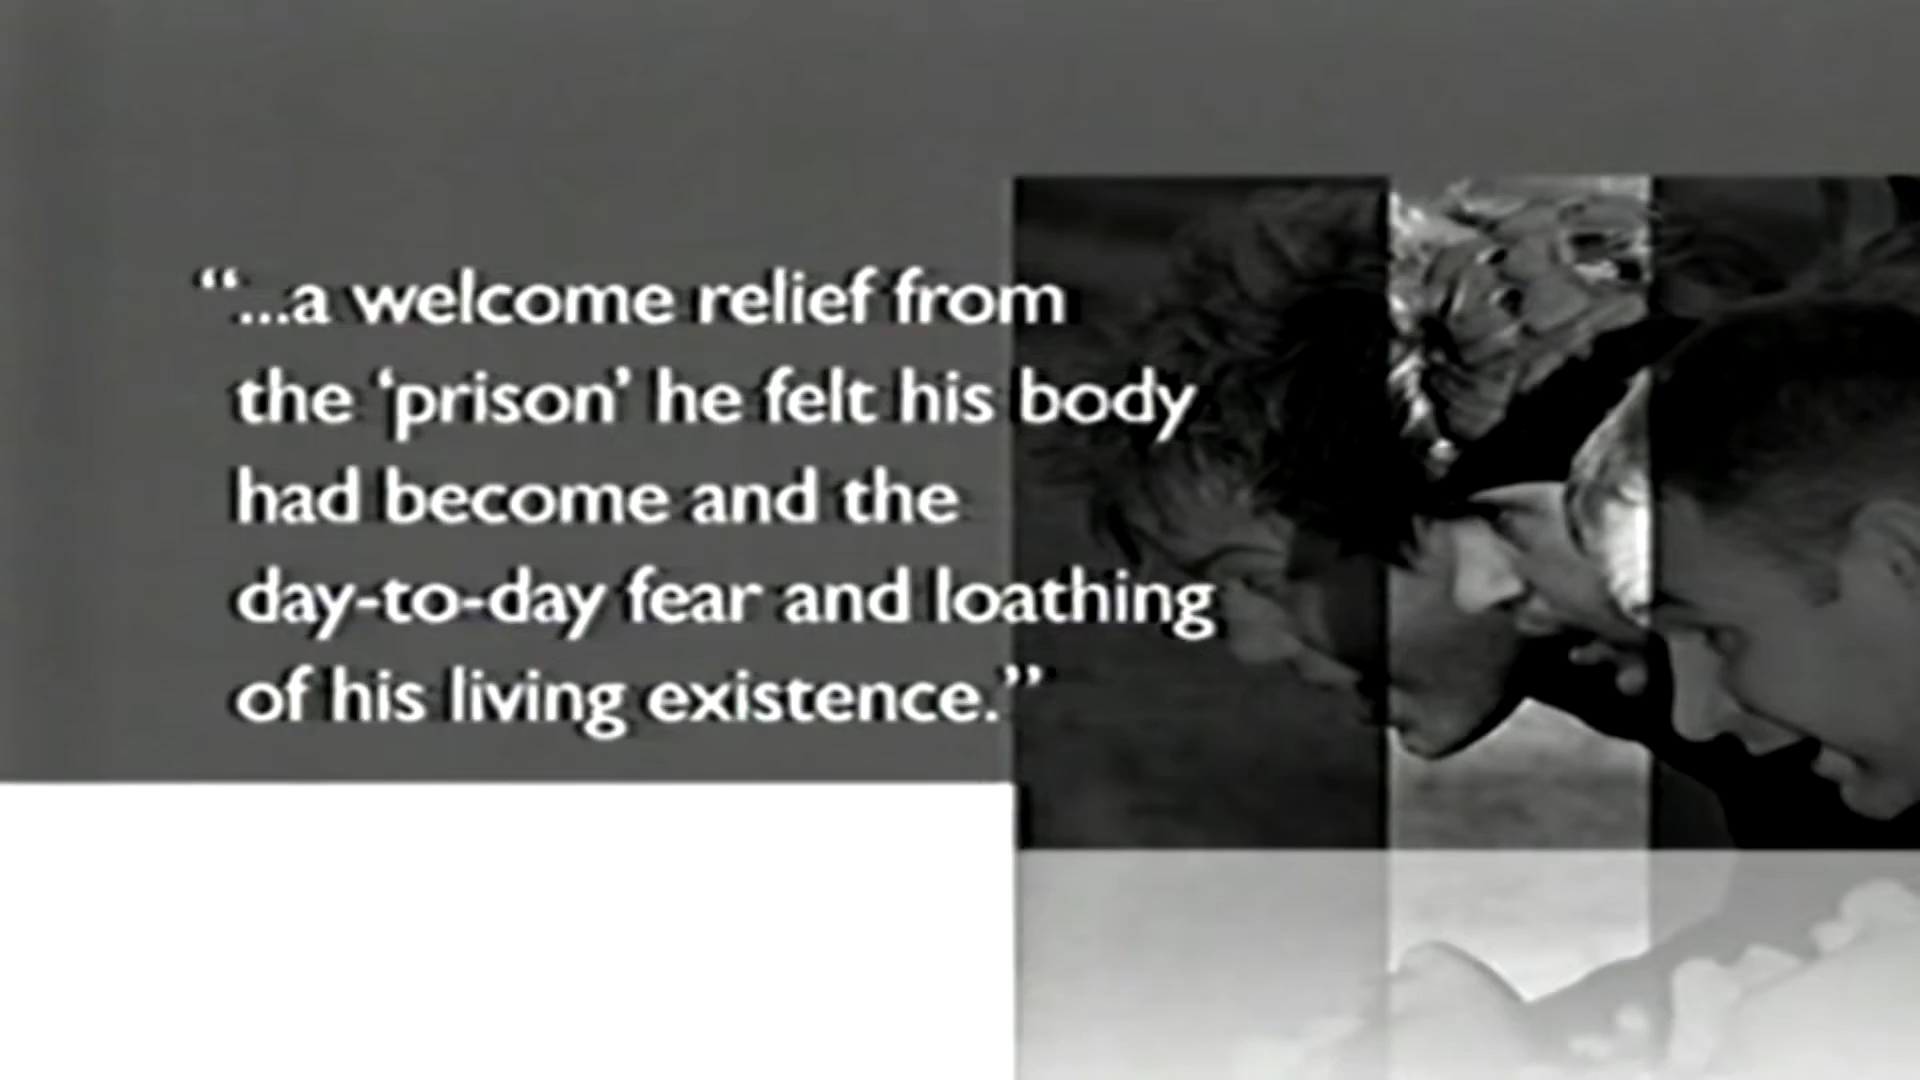 “...a welcome relief from
the ‘prison’ he felt his body
had become and the
day-to-day fear and loathing
of his living existence.”